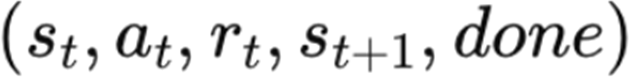 (s_t, a_t, r_t, s_{t+1}, done)